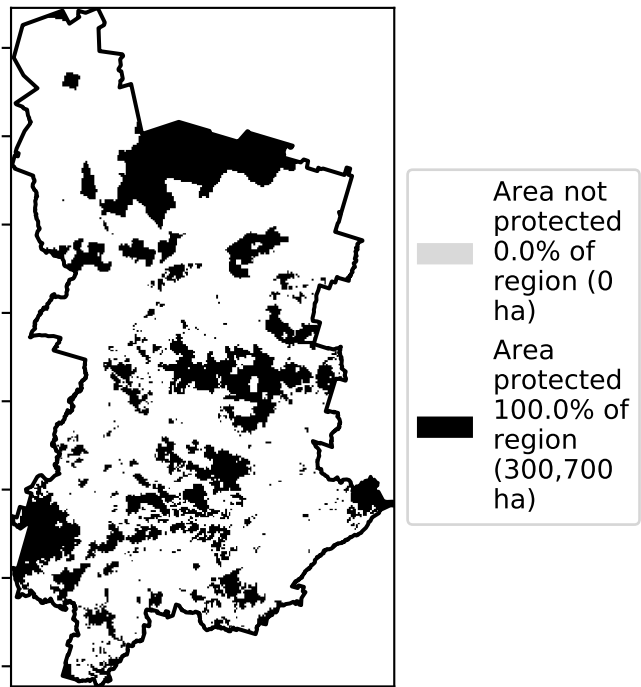 Area not
protected
0.0% of
region (0
ha)
Area
protected
100.0% of
region
(300,700
ha)